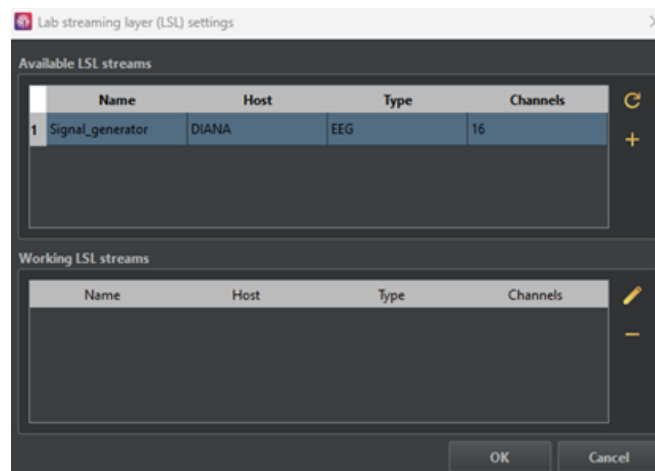 Lab streaming layer (LSL) settings
Available LSL streams
Name Host Type Channels
1 Signal_generator DIANA EEG 16
Working LSL streams
Name Host Type Channels
OK Cancel